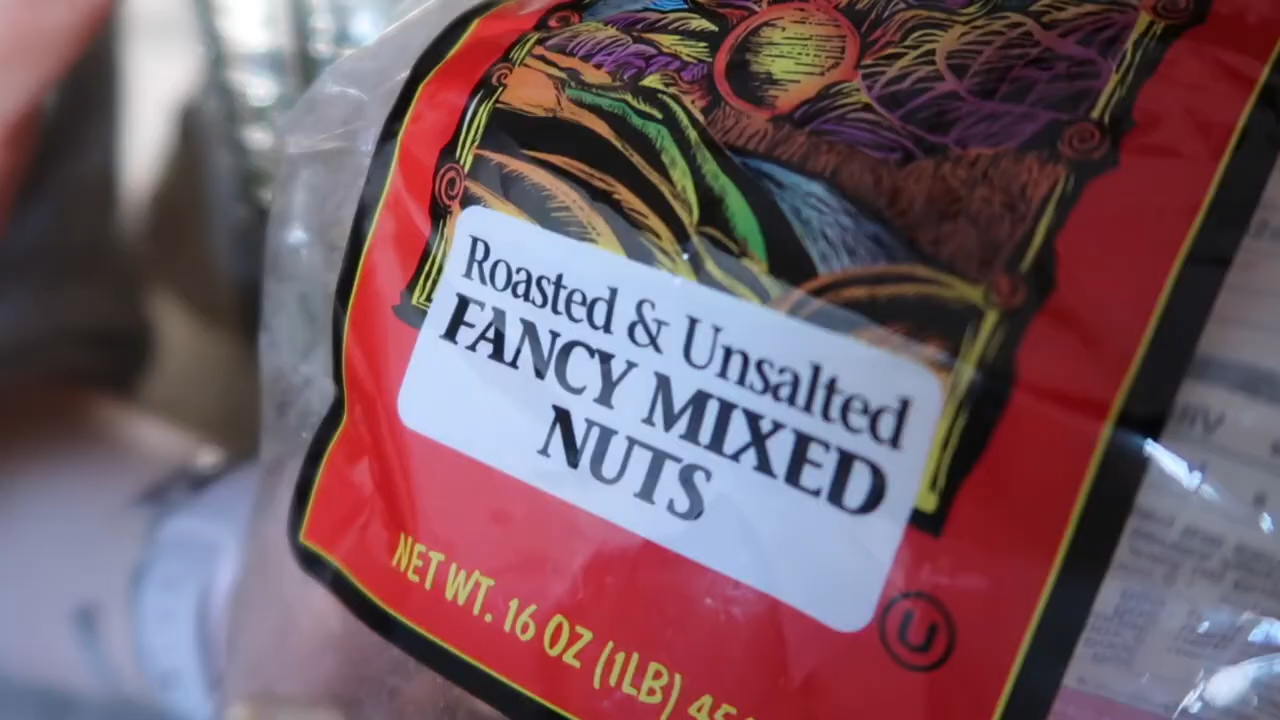 Roasted & Unsalted
FANCY MIXED
NUTS
U
NET WT. 16 OZ (1LB)